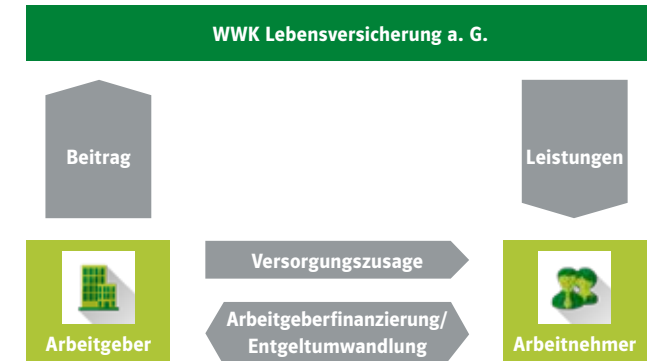 WWK Lebensversicherung a. G.
Beitrag
Leistungen
Versorgungszusage
Arbeitgeberfinanzierung/
Entgeltumwandlung
Arbeitgeber
Arbeitnehmer